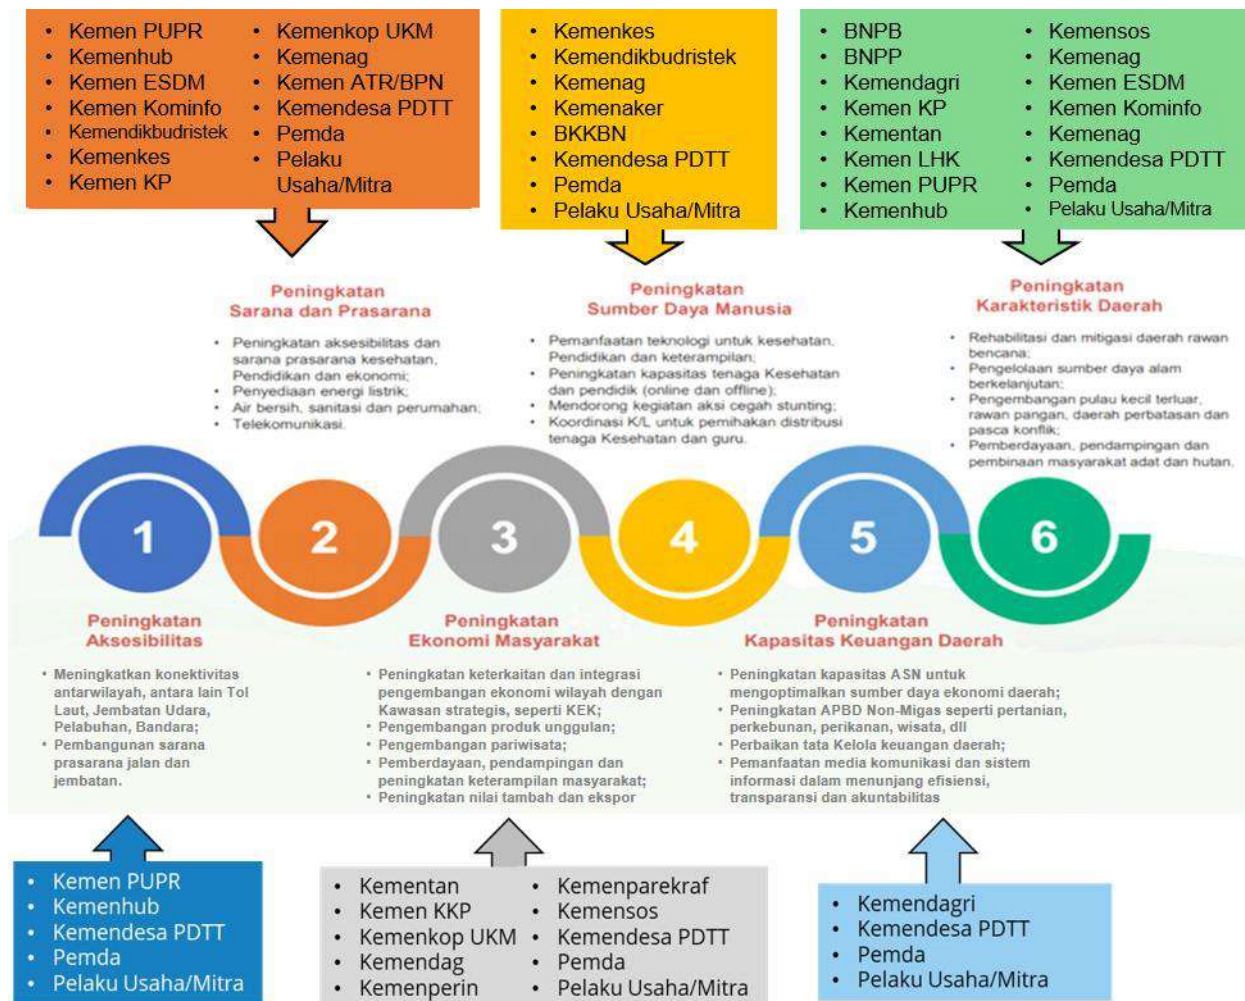 • Kemen PUPR
• Kemenhub
• Kemen ESDM
• Kemen Kominfo
• Kemendikbudristek
• Kemenkes
• Kemen KP
• Kemenkop UKM
• Kemenag
• Kemen ATR/BPN
• Kemendesa PDTT
• Pemda
• Pelaku
Usaha/Mitra
• Kemenkes
• Kemendikbudristek
• Kemenag
• Kemenaker
• BKKBN
• Kemendesa PDTT
• Pemda
• Pelaku Usaha/Mitra
• BNPB
• BNPP
• Kemendagri
• Kemen KP
• Kementan
• Kemen LHK
• Kemen PUPR
• Kemenhub
• Kemensos
• Kemenag
• Kemen ESDM
• Kemen Kominfo
• Kemenag
• Kemendesa PDTT
• Pemda
• Pelaku Usaha/Mitra
Peningkatan
Sarana dan Prasarana
• Peningkatan aksesibilitas dan
sarana prasarana kesehatan,
Pendidikan dan ekonomi;
• Penyediaan energi listrik;
• Air bersih, sanitasi dan perumahan;
• Telekomunikasi.
Peningkatan
Sumber Daya Manusia
• Pemanfaatan teknologi untuk kesehatan,
Pendidikan dan keterampilan;
• Peningkatan kapasitas tenaga Kesehatan
dan pendidik (online dan offline);
• Mendorong kegiatan aksi cegah stunting;
• Koordinasi K/L untuk pemihakan distribusi
tenaga Kesehatan dan guru.
Peningkatan
Karakteristik Daerah
• Rehabilitasi dan mitigasi daerah rawan
bencana;
• Pengelolaan sumber daya alam
berkelanjutan;
• Pengembangan pulau kecil terluar,
rawan pangan, daerah perbatasan dan
pasca konflik;
• Pemberdayaan, pendampingan dan
pembinaan masyarakat adat dan hutan.
1 2 3 4 5 6
Peningkatan
Aksesibilitas
• Meningkatkan konektivitas
antarwilayah, antara lain Tol
Laut, Jembatan Udara,
Pelabuhan, Bandara;
• Pembangunan sarana
prasarana jalan dan
jembatan.
Peningkatan
Ekonomi Masyarakat
• Peningkatan keterkaitan dan integrasi
pengembangan ekonomi wilayah dengan
Kawasan strategis, seperti KEK;
• Pengembangan produk unggulan;
• Pengembangan pariwisata;
• Pemberdayaan, pendampingan dan
peningkatan keterampilan masyarakat;
• Peningkatan nilai tambah dan ekspor
Peningkatan
Kapasitas Keuangan Daerah
• Peningkatan kapasitas ASN untuk
mengoptimalkan sumber daya ekonomi daerah;
• Peningkatan APBD Non-Migas seperti pertanian,
perkebunan, perikanan, wisata, dll
• Perbaikan tata Kelola keuangan daerah;
• Pemanfaatan media komunikasi dan sistem
informasi dalam menunjang efisiensi,
transparansi dan akuntabilitas
• Kemen PUPR
• Kemenhub
• Kemendesa PDTT
• Pemda
• Pelaku Usaha/Mitra
• Kementan
• Kemen KKP
• Kemenkop UKM
• Kemendag
• Kemenperin
• Kemenparekraf
• Kemensos
• Kemendesa PDTT
• Pemda
• Pelaku Usaha/Mitra
• Kemendagri
• Kemendesa PDTT
• Pemda
• Pelaku Usaha/Mitra